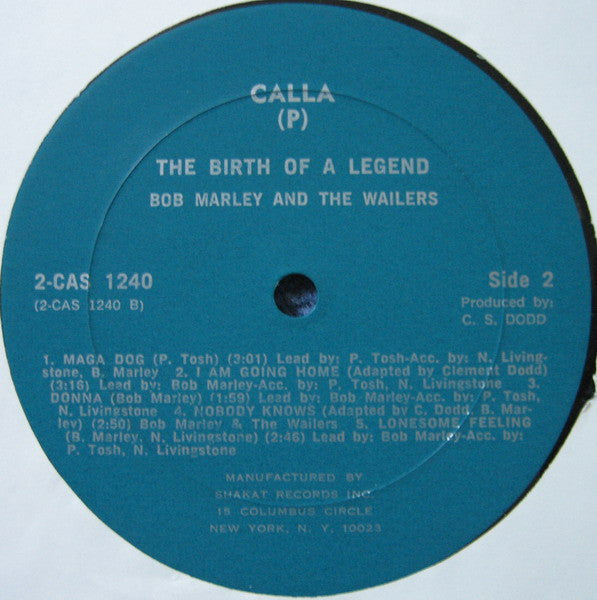 CALLA
(P)
THE BIRTH OF A LEGEND
BOB MARLEY AND THE WAILERS
2-CAS 1240
(2-CAS 1240 B)
Side 2
Produced by:
C. S. DODD
1. MAGA DOG (P. Tosh) (3:01) Lead by: P. Tosh-Acc. by: N. Living-
stone, B. Marley 2. I AM GOING HOME (Adapted by Clement Dodd)
(3:16) Lead by: Bob Marley-Acc. by: P. Tosh, N. Livingstone 3.
DONNA (Bob Marley) (1:59) Lead by: Bob Marley-Acc. by: P. Tosh,
N. Livingstone 4. NOBODY KNOWS (Adapted by C. Dodd, B. Mar-
ley) (2:50) Bob Marley & The Wailers 5. LONESOME FEELING
(B. Marley, N. Livingstone) (2:46) Lead by: Bob Marley-Acc. by:
P. Tosh, N. Livingstone
MANUFACTURED BY
SHAKAT RECORDS INC.
15 COLUMBUS CIRCLE
NEW YORK, N. Y. 10023